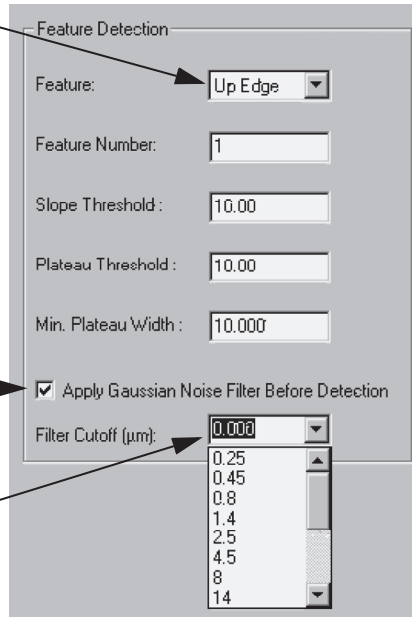 Feature Detection
Feature: Up Edge
Feature Number: 1
Slope Threshold : 10.00
Plateau Threshold : 10.00
Min. Plateau Width : 10.000
Apply Gaussian Noise Filter Before Detection
Filter Cutoff (µm): 0.000
0.25
0.45
0.8
1.4
2.5
4.5
8
14